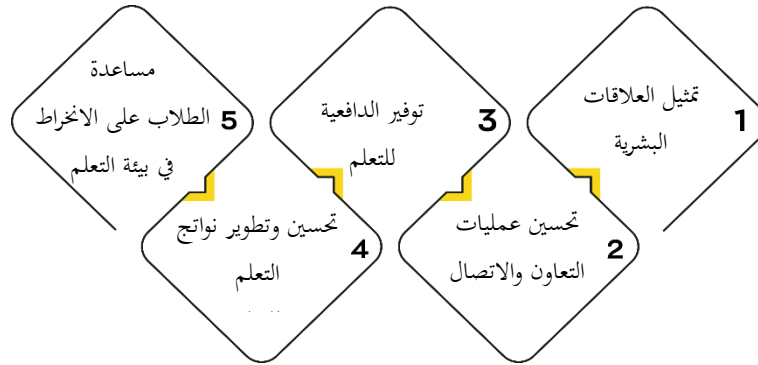 1
تمثيل العلاقات
البشرية
2
تحسين عمليات
التعاون والاتصال
3
توفير الدافعية
للتعلم
4
تحسين وتطوير نواتج
التعلم
5
مساعدة
الطلاب على الانخراط
في بيئة التعلم